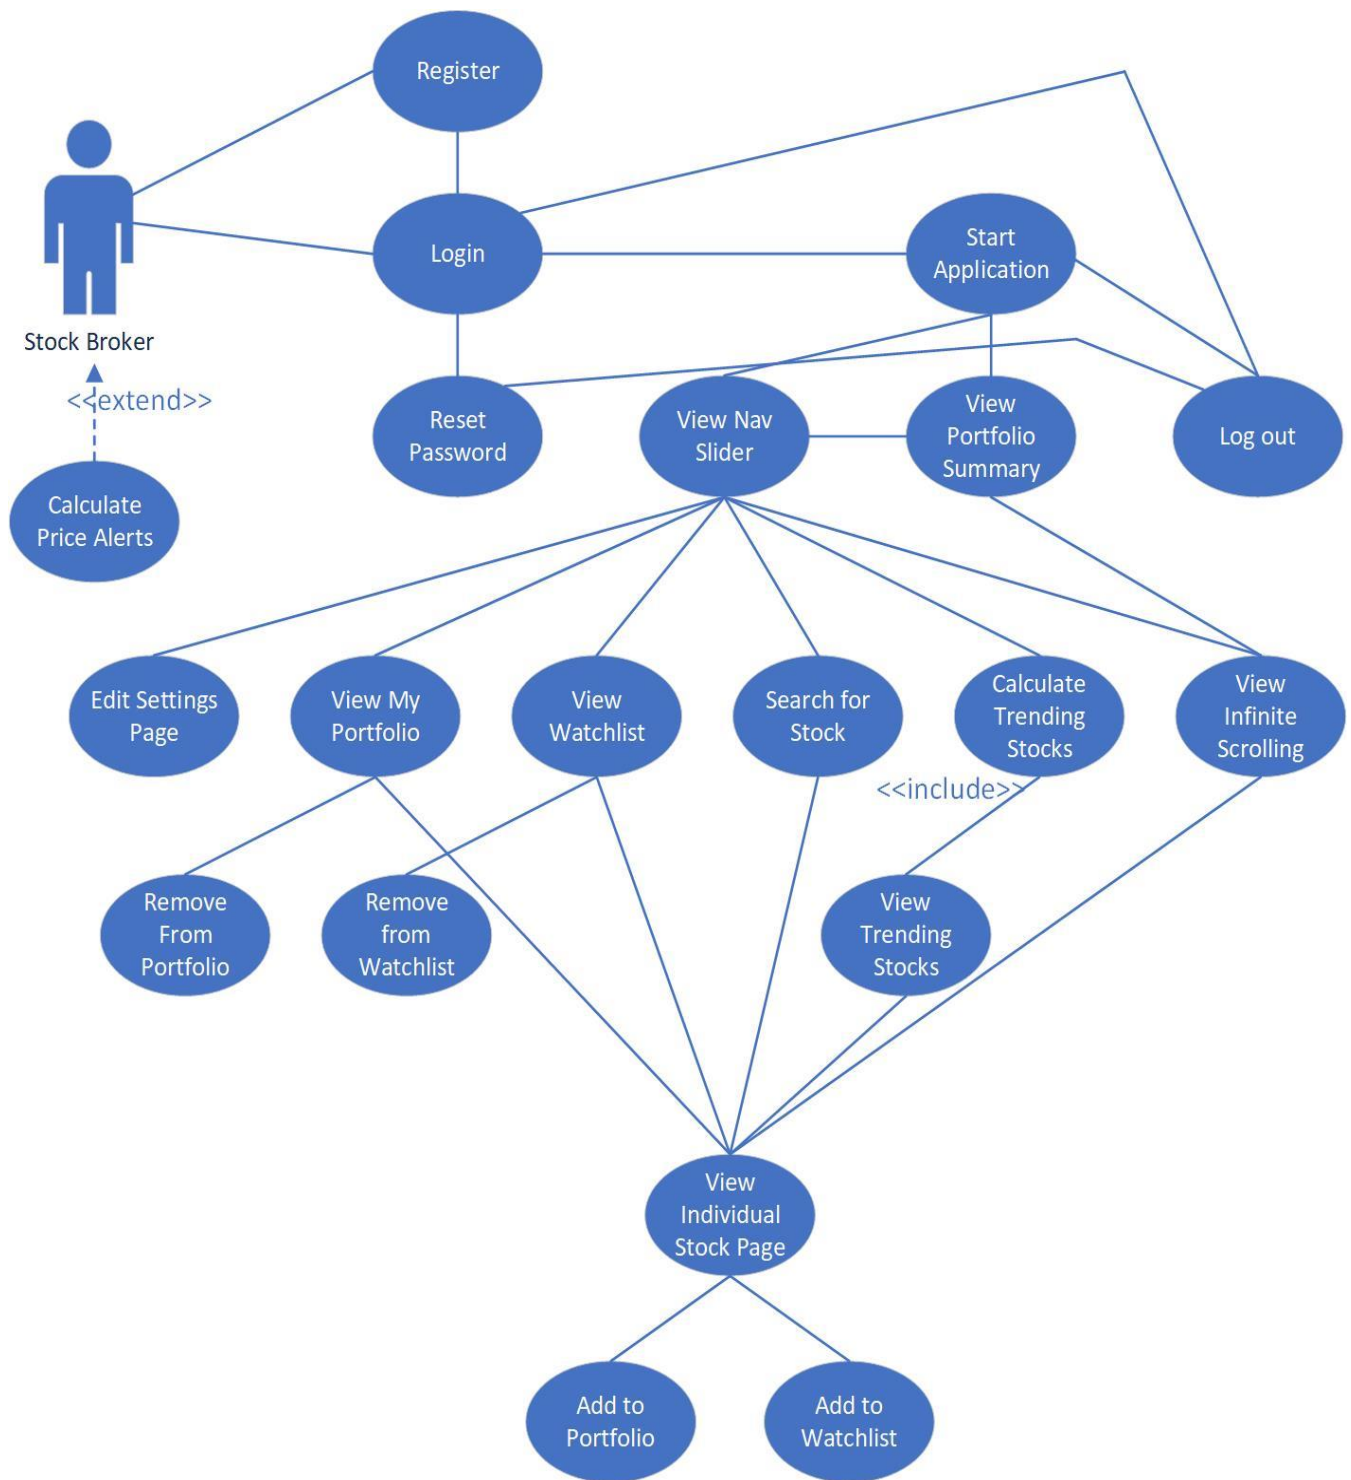 Register
Login
Start
Application
Stock Broker
<<extend>>
Reset
Password
View Nav
Slider
View
Portfolio
Summary
Log out
Calculate
Price Alerts
Edit Settings
Page
View My
Portfolio
View
Watchlist
Search for
Stock
Calculate
Trending
Stocks
View
Infinite
Scrolling
<<include>>
Remove
From
Portfolio
Remove
from
Watchlist
View
Trending
Stocks
View
Individual
Stock Page
Add to
Portfolio
Add to
Watchlist